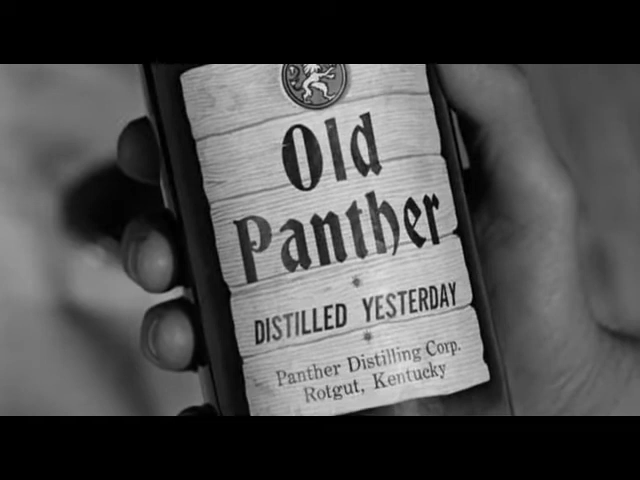 Old
Panther
DISTILLED YESTERDAY
Panther Distilling Corp.
Rotgut, Kentucky